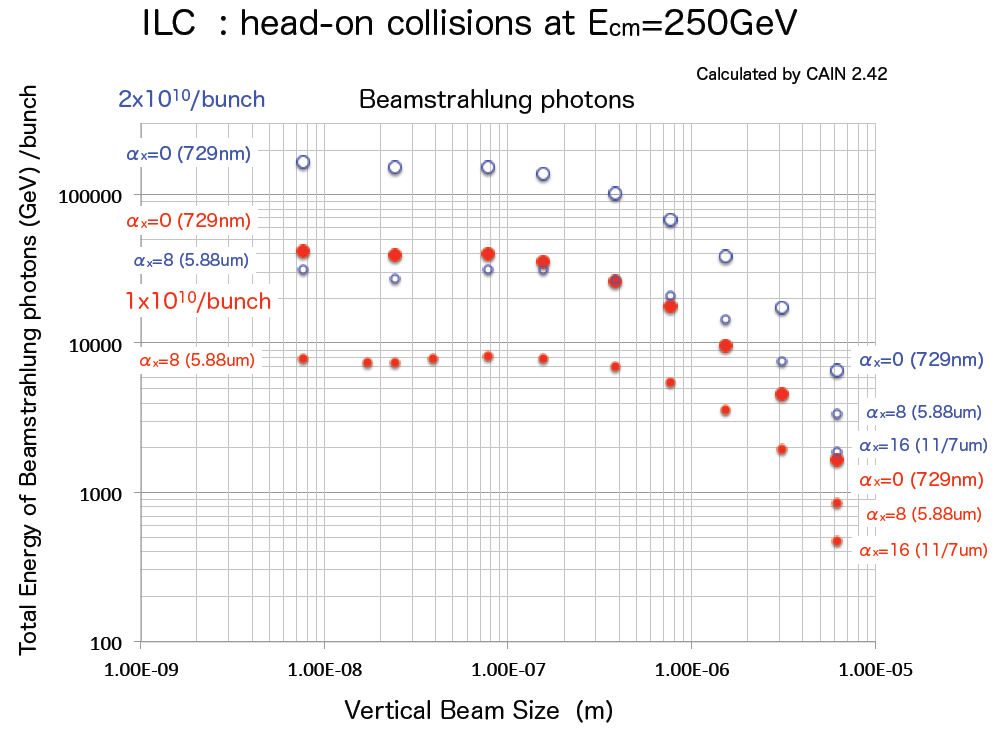 ILC : head-on collisions at Ecm=250GeV
Calculated by CAIN 2.42
2x10¹⁰/bunch
Beamstrahlung photons
Total Energy of Beamstrahlung photons (GeV) /bunch
αx=0 (729nm)
100000
αx=0 (729nm)
αx=8 (5.88um)
1x10¹⁰/bunch
10000
αx=8 (5.88um)
αx=0 (729nm)
αx=8 (5.88um)
αx=16 (11/7um)
αx=0 (729nm)
1000
αx=8 (5.88um)
αx=16 (11/7um)
100
1.00E-09 1.00E-08 1.00E-07 1.00E-06 1.00E-05
Vertical Beam Size (m)